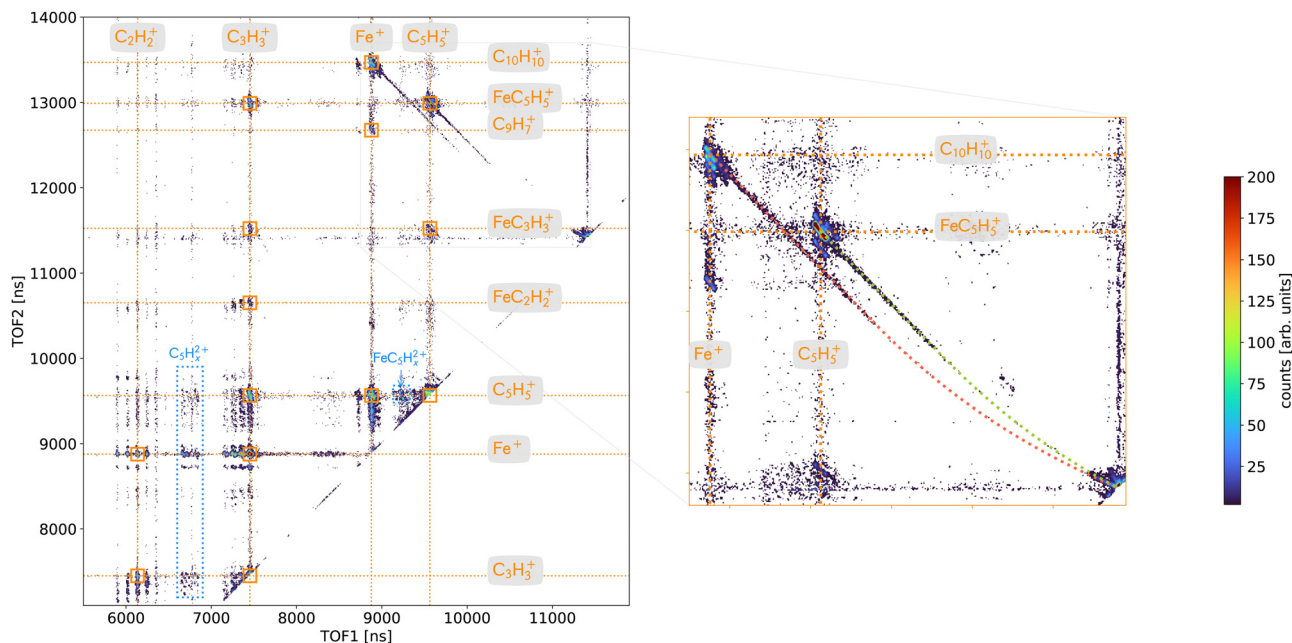 14000
13000
12000
11000
10000
9000
8000
TOF2 [ns]
6000 7000 8000 9000 10000 11000
TOF1 [ns]
C₂H₂⁺ C₃H₃⁺ Fe⁺ C₅H₅⁺
C₁₀H₁₀⁺
FeC₅H₅⁺
C₉H₇⁺
FeC₃H₃⁺
FeC₂H₂⁺
C₅Hₓ²⁺ FeC₅Hₓ²⁺
C₅H₅⁺
Fe⁺
C₃H₃⁺
C₁₀H₁₀⁺
FeC₅H₅⁺
Fe⁺ C₅H₅⁺
200
175
150
125
100
75
50
25
counts [arb. units]